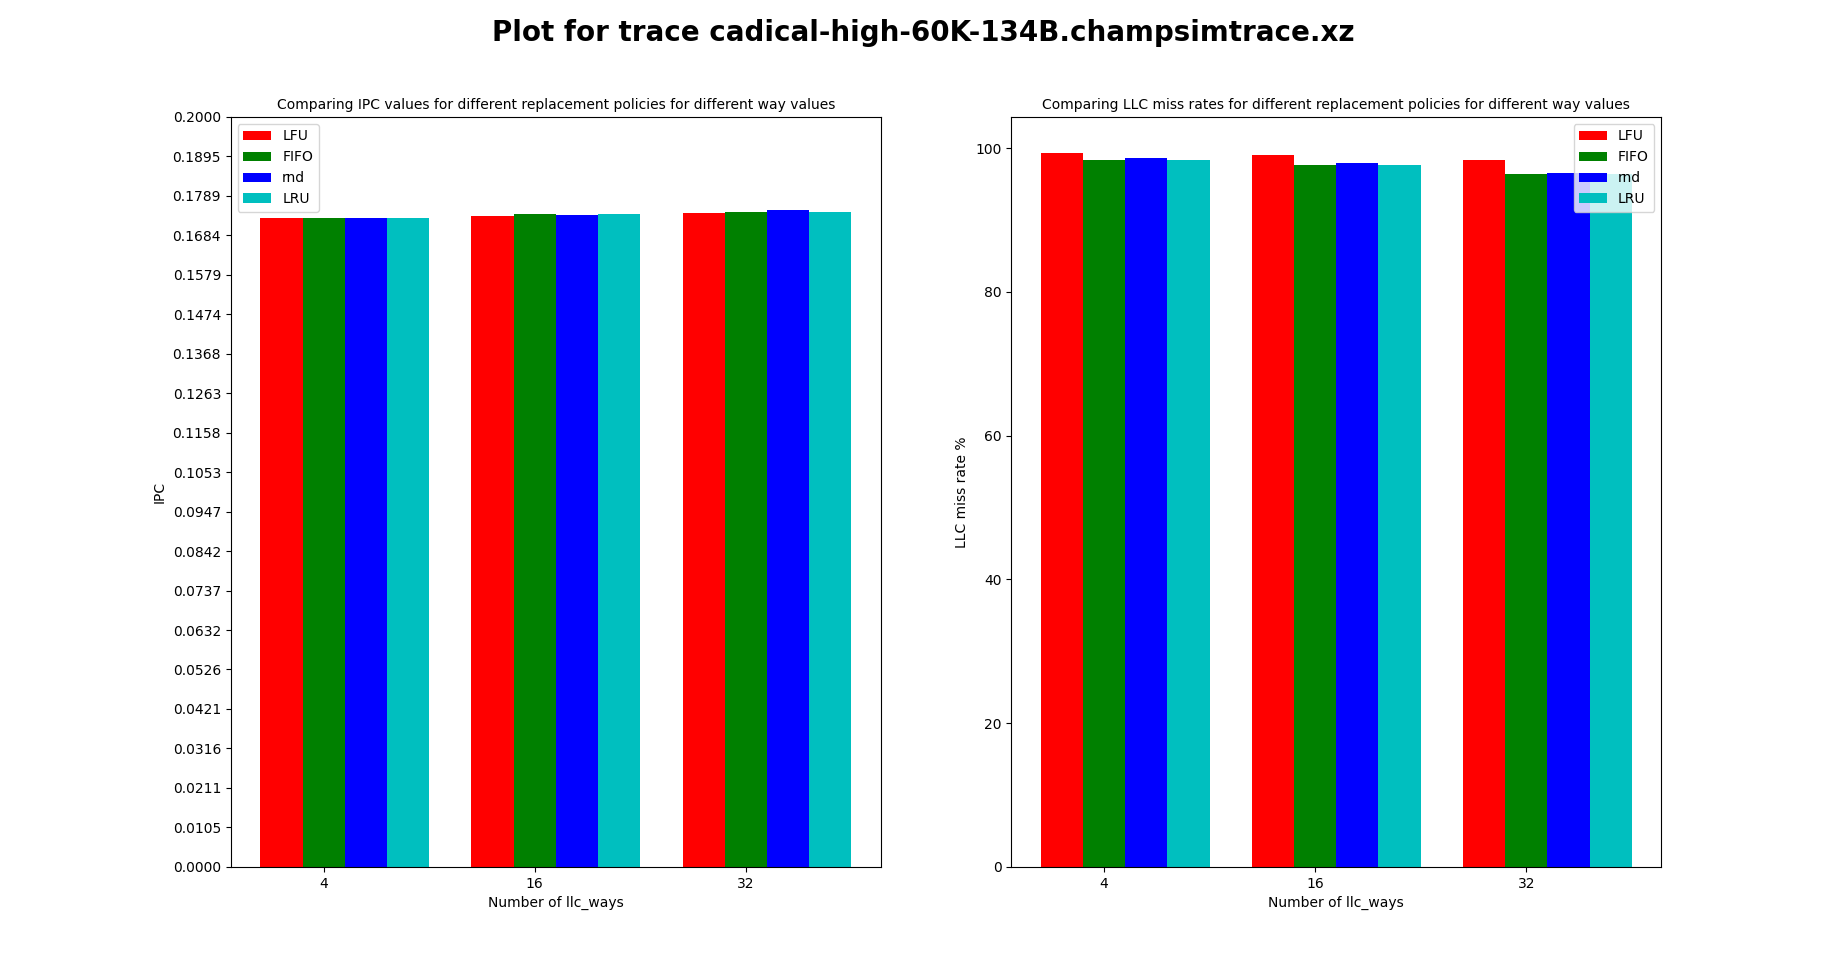 Plot for trace cadical-high-60K-134B.champsimtrace.xz
Comparing IPC values for different replacement policies for different way values
0.2000
0.1895
0.1789
0.1684
0.1579
0.1474
0.1368
0.1263
0.1158
0.1053
0.0947
0.0842
0.0737
0.0632
0.0526
0.0421
0.0316
0.0211
0.0105
0.0000
IPC
LFU
FIFO
rnd
LRU
4 16 32
Number of llc_ways
Comparing LLC miss rates for different replacement policies for different way values
100
80
60
40
20
0
LLC miss rate %
LFU
FIFO
rnd
LRU
4 16 32
Number of llc_ways